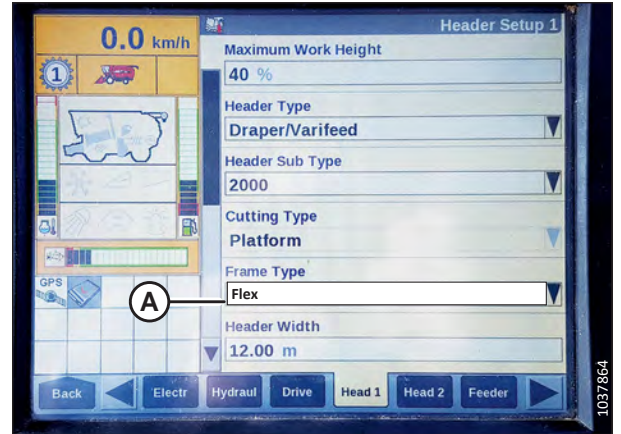 0.0 km/h
Header Setup 1
1
Maximum Work Height
40 %
Header Type
Draper/Varifeed
Header Sub Type
2000
Cutting Type
Platform
Frame Type
Flex
Header Width
12.00 m
GPS
A
Back
Electr
Hydraul
Drive
Head 1
Head 2
Feeder
1037864